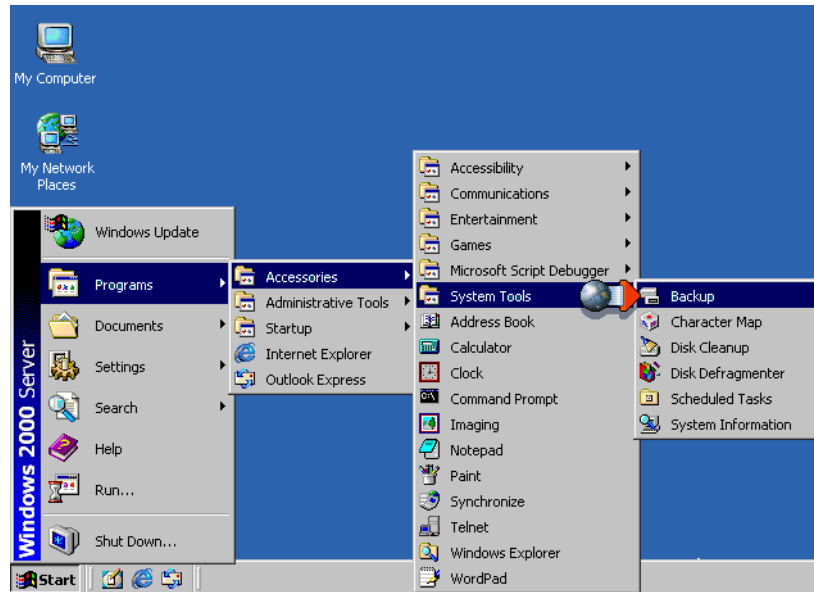 My Computer
My Network
Places
Windows Update
Programs
Documents
Settings
Search
Help
Run...
Shut Down...
Windows 2000 Server
Start
Accessories
Administrative Tools
Startup
Internet Explorer
Outlook Express
Accessibility
Communications
Entertainment
Games
Microsoft Script Debugger
System Tools
Address Book
Calculator
Clock
Command Prompt
Imaging
Notepad
Paint
Synchronize
Telnet
Windows Explorer
WordPad
Backup
Character Map
Disk Cleanup
Disk Defragmenter
Scheduled Tasks
System Information